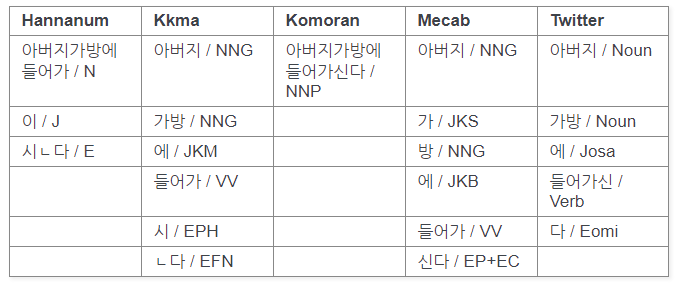 Hannanum Kkma Komoran Mecab Twitter
아버지가방에 아버지 / NNG 아버지가방에 아버지 / NNG 아버지 / Noun
들어가 / N 들어가신다 /
NNP
이 / J 가방 / NNG 가 / JKS 가방 / Noun
시ㄴ다 / E 에 / JKM 방 / NNG 에 / Josa
들어가 / VV 에 / JKB 들어가신 /
Verb
시 / EPH 들어가 / VV 다 / Eomi
ㄴ다 / EFN 신다 / EP+EC